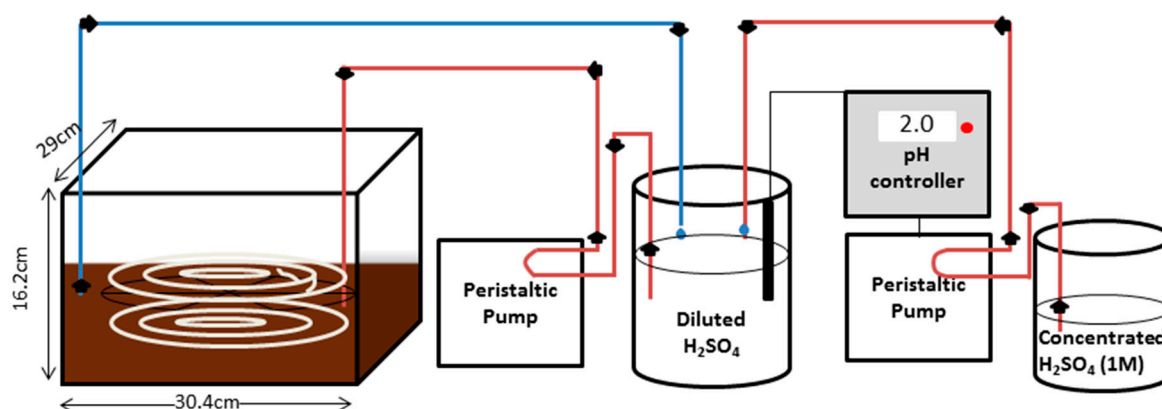 29cm
16.2cm
30.4cm
Peristaltic
Pump
Diluted
H₂SO₄
2.0
pH
controller
Peristaltic
Pump
Concentrated
H₂SO₄ (1M)